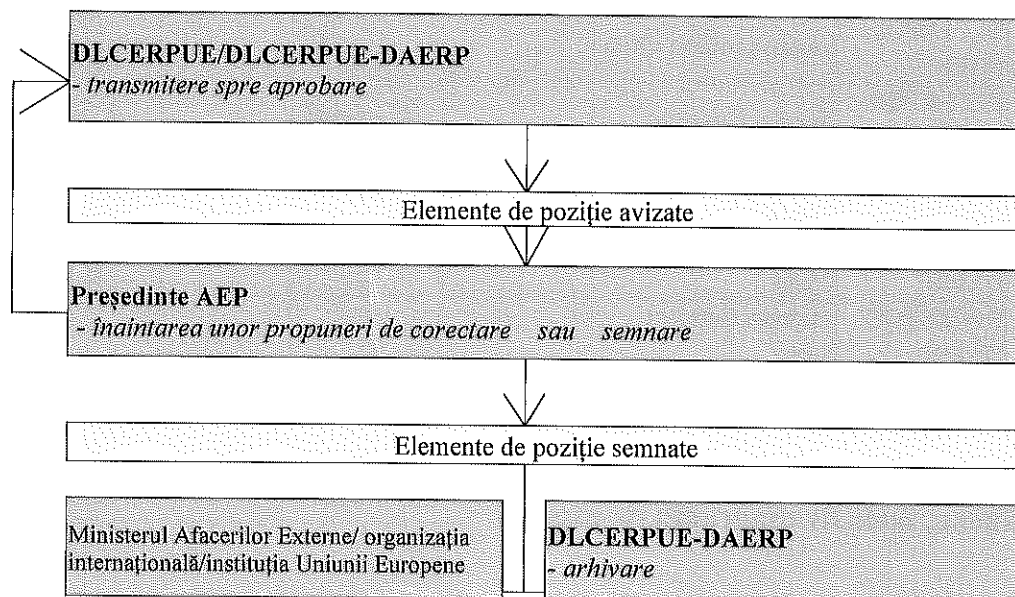 DLCERPUE/DLCERPUE-DAERP
- transmitere spre aprobare
Elemente de poziție avizate
Președinte AEP
- înaintarea unor propuneri de corectare sau semnare
Elemente de poziție semnate
Ministerul Afacerilor Externe/ organizația
internațională/instituția Uniunii Europene
DLCERPUE-DAERP
- arhivare